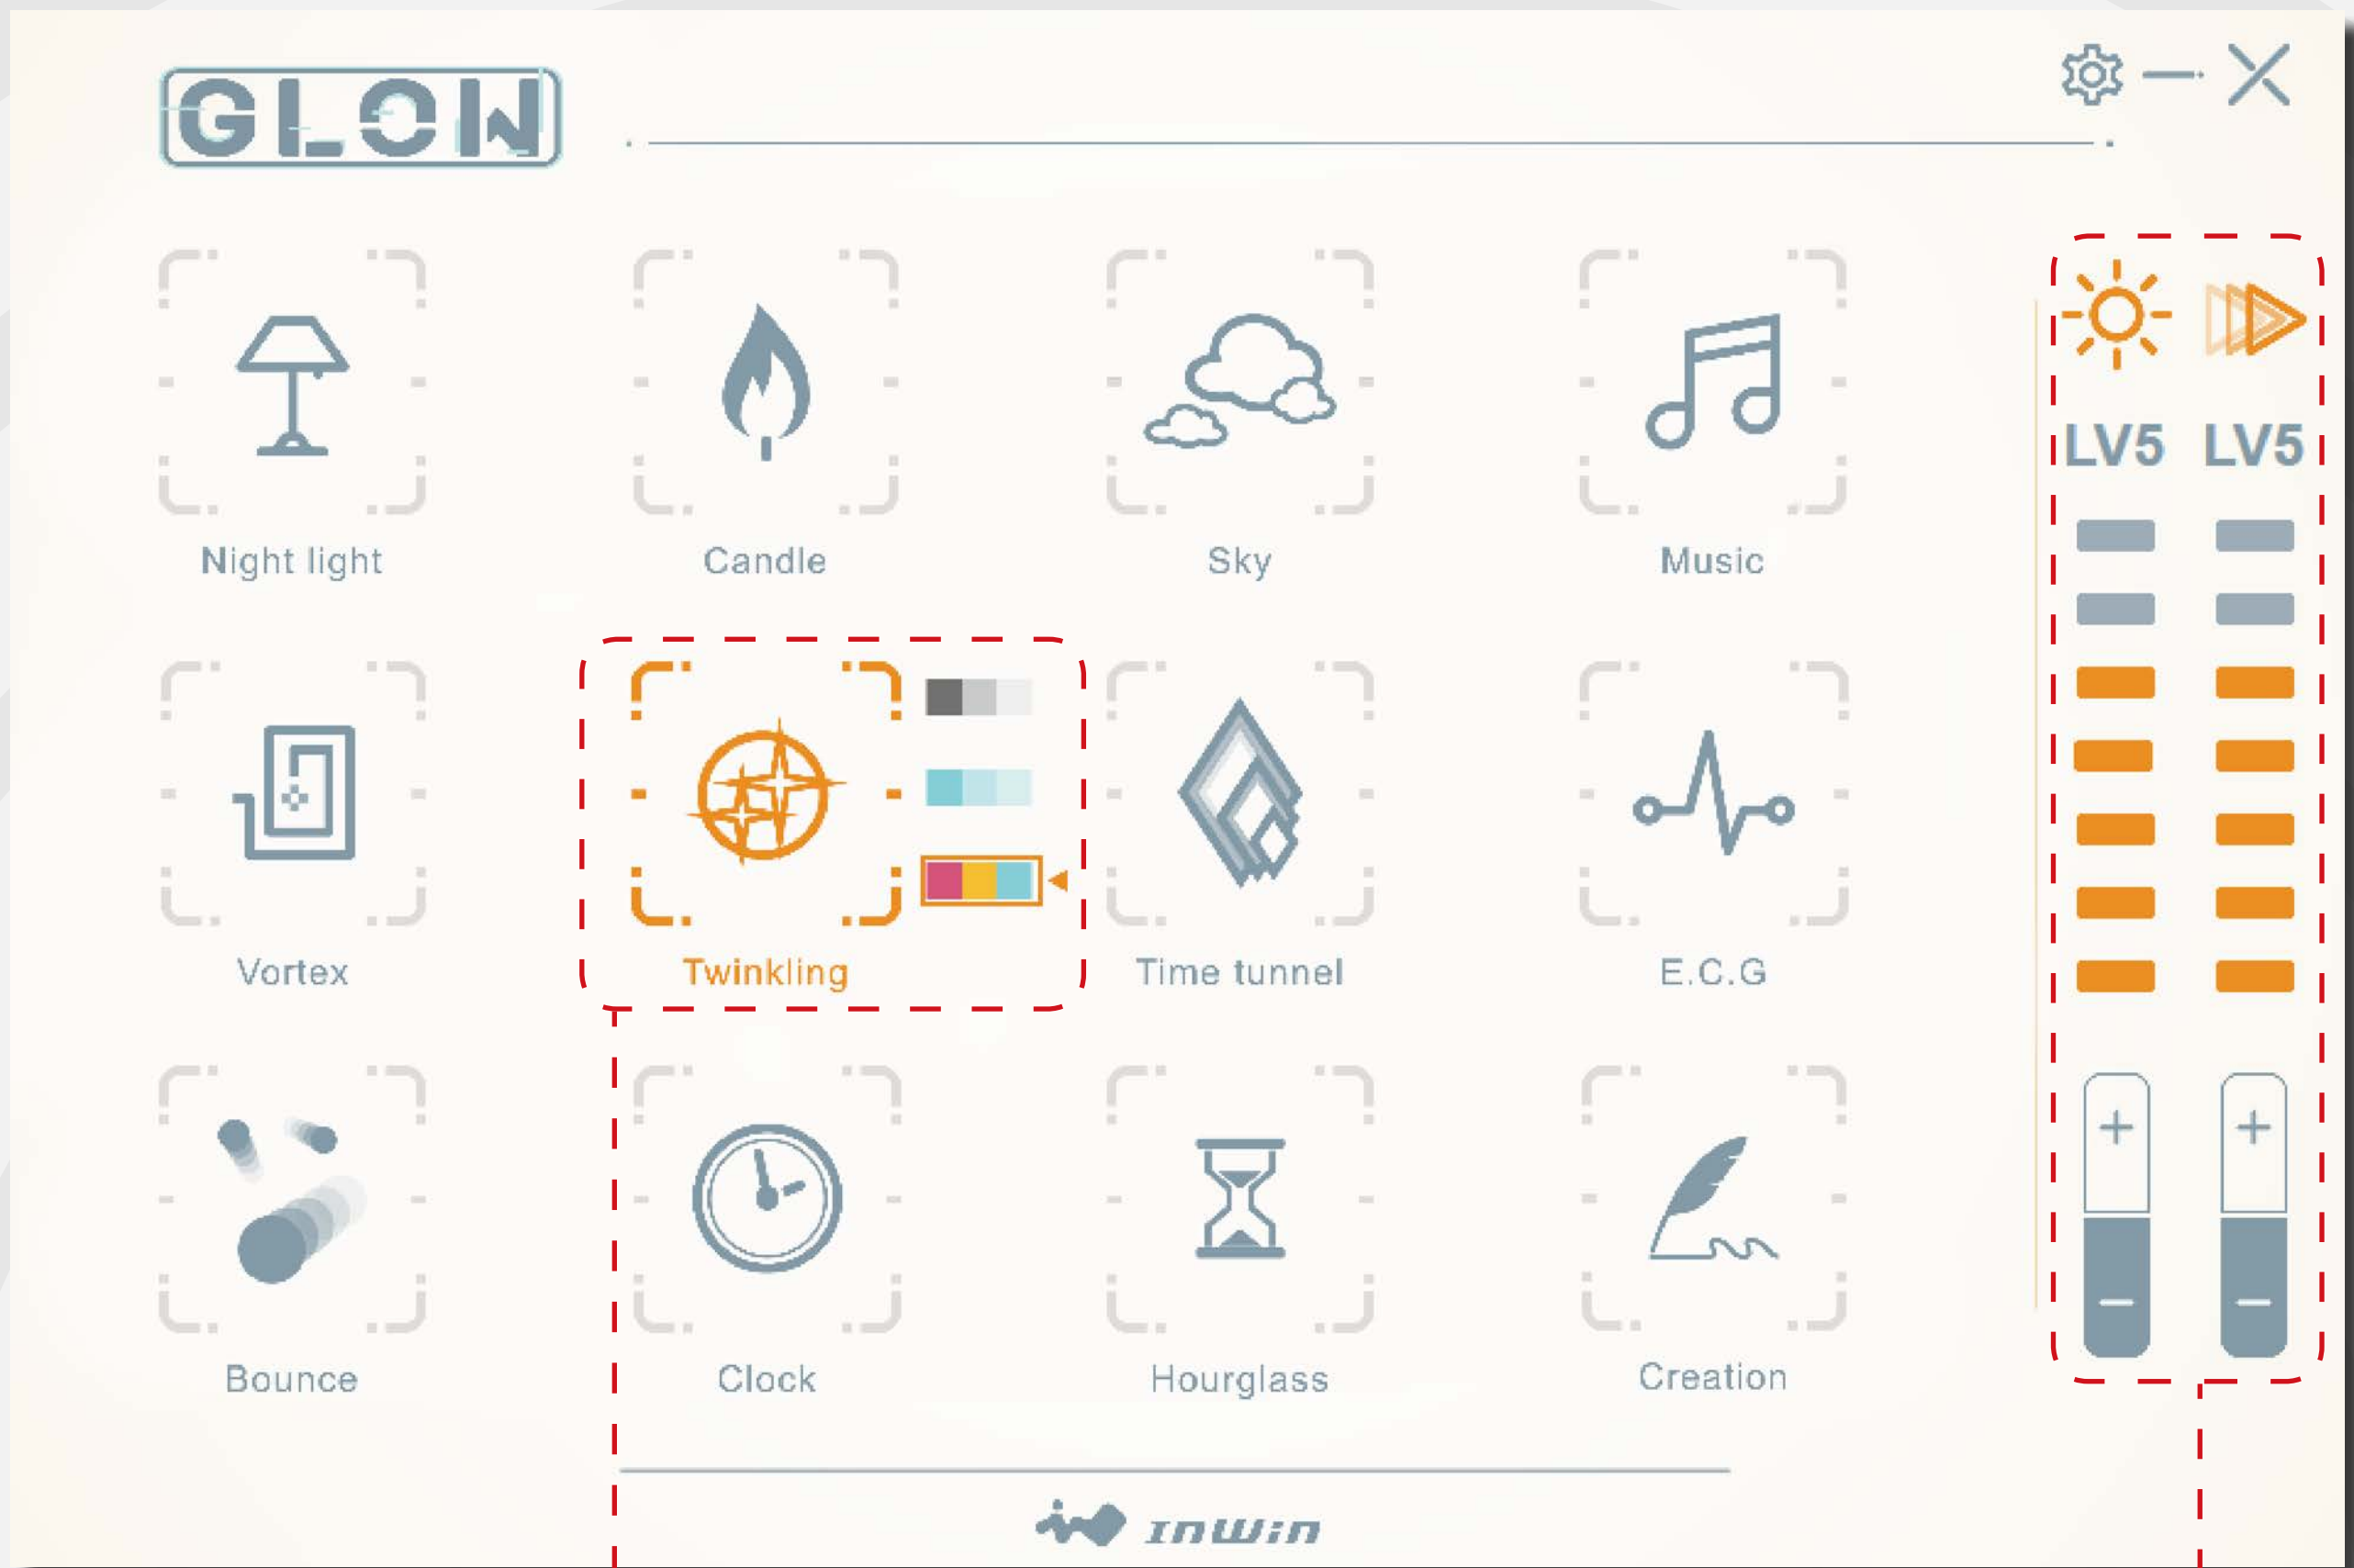 GLOW
LV5 LV5
Night light Candle Sky Music
Vortex Twinkling Time tunnel E.C.G
Bounce Clock Hourglass Creation
InWin